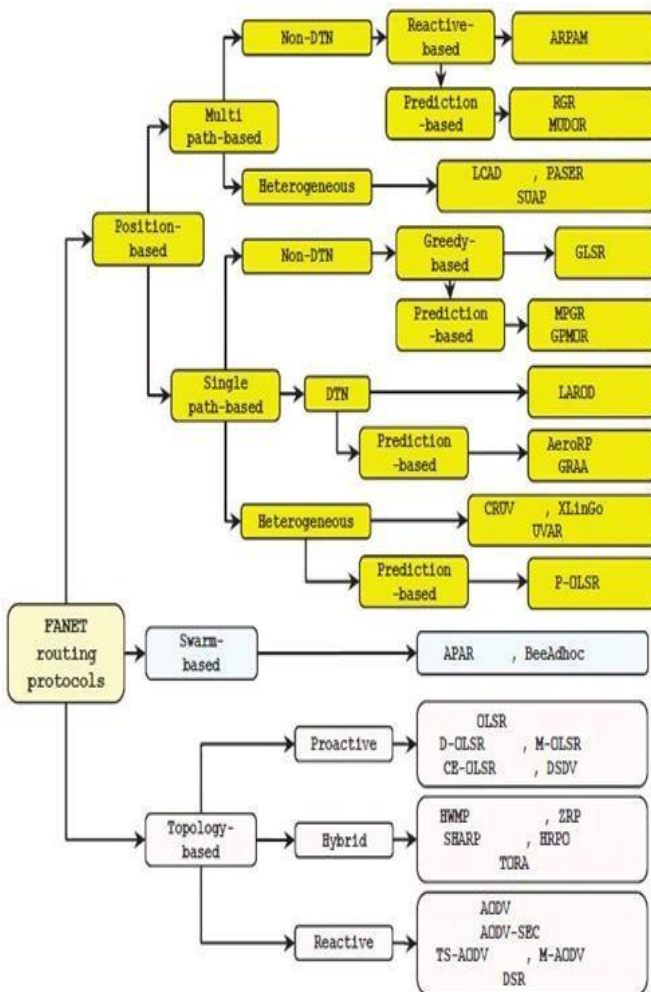 Non-DTN
Reactive-
based
ARPAM
Prediction
-based
RGR
MUDOR
Multi
path-based
Heterogeneous
LCAD , PASER
SUAP
Position-
based
Non-DTN
Greedy-
based
GLSR
Prediction
-based
MPGR
GPMOR
Single
path-based
DTN
LAROD
Prediction
-based
AeroRP
GRAA
Heterogeneous
CRUV , XLinGo
UVAR
Prediction
-based
P-OLSR
FANET
routing
protocols
Swarm-
based
APAR , BeeAdhoc
Topology-
based
Proactive
OLSR
D-OLSR , M-OLSR
CE-OLSR , DSDV
Hybrid
HWMP , ZRP
SHARP , HRPO
TORA
Reactive
AODV
AODV-SEC
TS-AODV , M-AODV
DSR